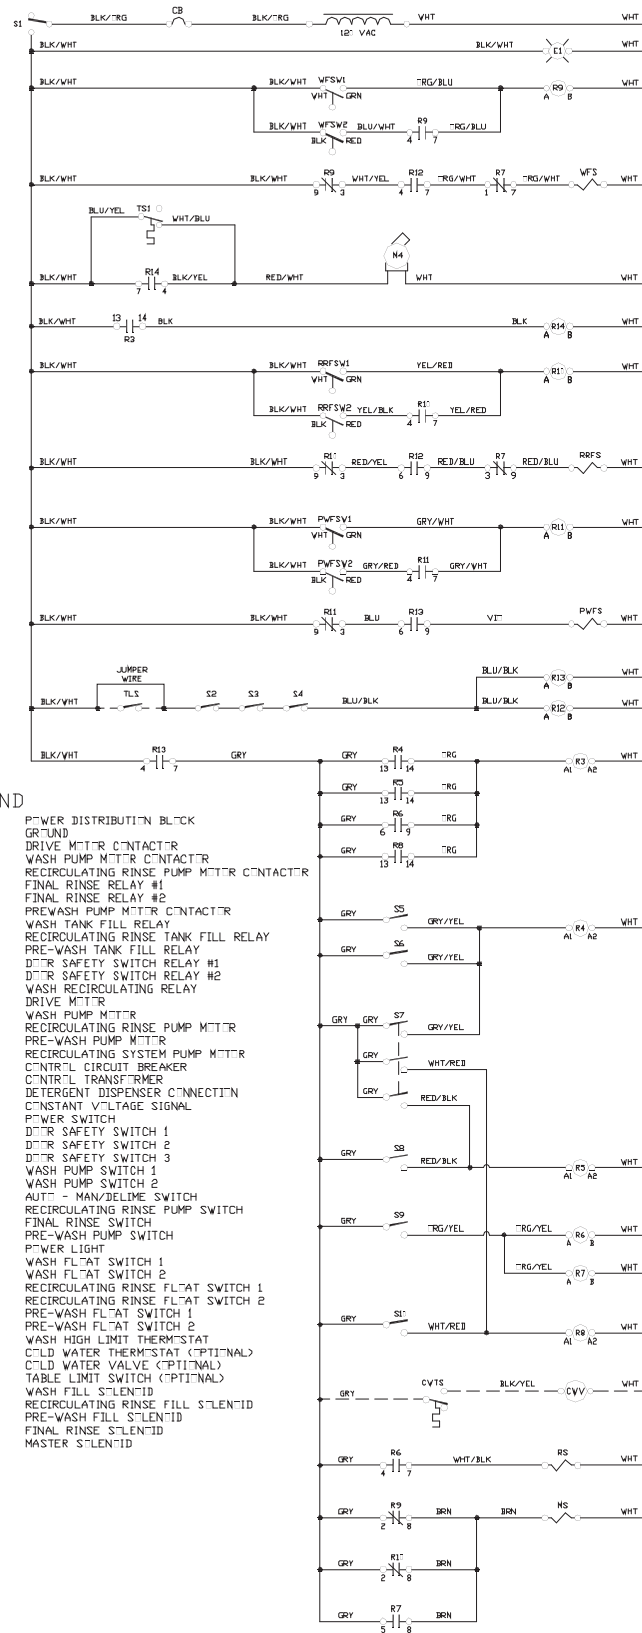 S1 BLK/ORG CB BLK/ORG 120 VAC WHT WHT
BLK/WHT BLK/WHT E1 WHT
BLK/WHT BLK/WHT WFSW1 ORG/BLU R9 WHT
WHT GRN A B
BLK/WHT WFSW2 BLU/WHT R9 ORG/BLU
BLK RED 4 7
BLK/WHT BLK/WHT R9 WHT/YEL R12 ORG/WHT R7 ORG/WHT WFS WHT
9 3 4 7 1 7
BLU/YEL TS1 WHT/BLU
BLK/WHT R14 BLK/YEL RED/WHT M4 WHT WHT
7 4
BLK/WHT 13 14 BLK BLK R14 WHT
R3 A B
BLK/WHT BLK/WHT RRFSW1 YEL/RED R10 WHT
WHT GRN A B
BLK/WHT RRFSW2 YEL/BLK R10 YEL/RED
BLK RED 4 7
BLK/WHT BLK/WHT R10 RED/YEL R12 RED/BLU R7 RED/BLU RRFS WHT
9 3 6 9 3 9
BLK/WHT BLK/WHT PWFSW1 GRY/WHT R11 WHT
WHT GRN A B
BLK/WHT PWFSW2 GRY/RED R11 GRY/WHT
BLK RED 4 7
BLK/WHT BLK/WHT R11 BLU R13 VIO PWFS WHT
9 3 6 9
JUMPER
WIRE
BLU/BLK R13 WHT
A B
BLK/WHT TLS S2 S3 S4 BLU/BLK BLU/BLK R12 WHT
A B
BLK/WHT R13 GRY GRY R4 ORG R3 WHT
4 7 13 14 A1 A2
GRY R5 ORG
13 14
GRY R6 ORG
6 9
GRY R8 ORG
13 14
ND
POWER DISTRIBUTION BLOCK
GROUND
DRIVE MOTOR CONTACTOR
WASH PUMP MOTOR CONTACTOR
RECIRCULATING RINSE PUMP MOTOR CONTACTOR
FINAL RINSE RELAY #1
FINAL RINSE RELAY #2
PREWASH PUMP MOTOR CONTACTOR
WASH TANK FILL RELAY
RECIRCULATING RINSE TANK FILL RELAY
PRE-WASH TANK FILL RELAY
DOOR SAFETY SWITCH RELAY #1
DOOR SAFETY SWITCH RELAY #2
WASH RECIRCULATING RELAY
DRIVE MOTOR
WASH PUMP MOTOR
RECIRCULATING RINSE PUMP MOTOR
PRE-WASH PUMP MOTOR
RECIRCULATING SYSTEM PUMP MOTOR
CONTROL CIRCUIT BREAKER
CONTROL TRANSFORMER
DETERGENT DISPENSER CONNECTION
CONSTANT VOLTAGE SIGNAL
POWER SWITCH
DOOR SAFETY SWITCH 1
DOOR SAFETY SWITCH 2
DOOR SAFETY SWITCH 3
WASH PUMP SWITCH 1
WASH PUMP SWITCH 2
AUTO - MAN/DELIME SWITCH
RECIRCULATING RINSE PUMP SWITCH
FINAL RINSE SWITCH
PRE-WASH PUMP SWITCH
POWER LIGHT
WASH FLOAT SWITCH 1
WASH FLOAT SWITCH 2
RECIRCULATING RINSE FLOAT SWITCH 1
RECIRCULATING RINSE FLOAT SWITCH 2
PRE-WASH FLOAT SWITCH 1
PRE-WASH FLOAT SWITCH 2
WASH HIGH LIMIT THERMOSTAT
COLD WATER THERMOSTAT (OPTIONAL)
COLD WATER VALVE (OPTIONAL)
TABLE LIMIT SWITCH (OPTIONAL)
WASH FILL SOLENOID
RECIRCULATING RINSE FILL SOLENOID
PRE-WASH FILL SOLENOID
FINAL RINSE SOLENOID
MASTER SOLENOID
GRY S5 GRY/YEL R4 WHT
A1 A2
GRY S6 GRY/YEL
GRY GRY S7 GRY/YEL
GRY WHT/RED
GRY RED/BLK
GRY S8 RED/BLK R5 WHT
A1 A2
GRY S9 ORG/YEL ORG/YEL R6 WHT
A B
ORG/YEL R7 WHT
A B
GRY S10 WHT/RED R8 WHT
A1 A2
GRY CWTS BLK/YEL CWV WHT
GRY R6 WHT/BLK RS WHT
4 7
GRY R9 BRN BRN MS WHT
2 8
GRY R10 BRN
2 8
GRY R7 BRN
5 8